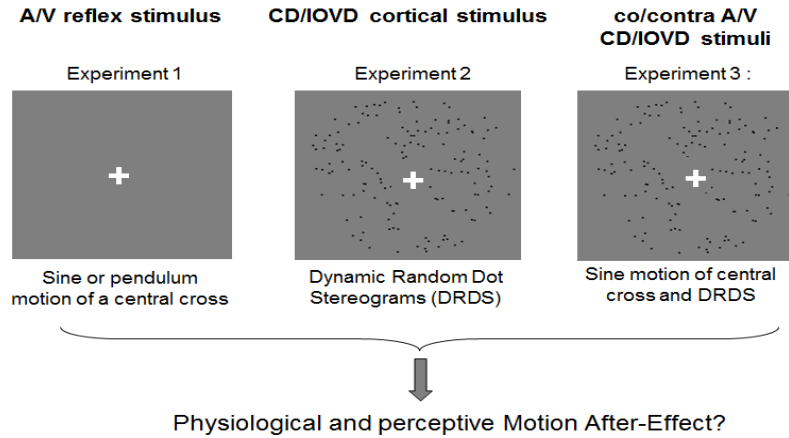 A/V reflex stimulus
CD/IOVD cortical stimulus
co/contra A/V
CD/IOVD stimuli
Experiment 1
Experiment 2
Experiment 3 :
Sine or pendulum
motion of a central cross
Dynamic Random Dot
Stereograms (DRDS)
Sine motion of central
cross and DRDS
Physiological and perceptive Motion After-Effect?